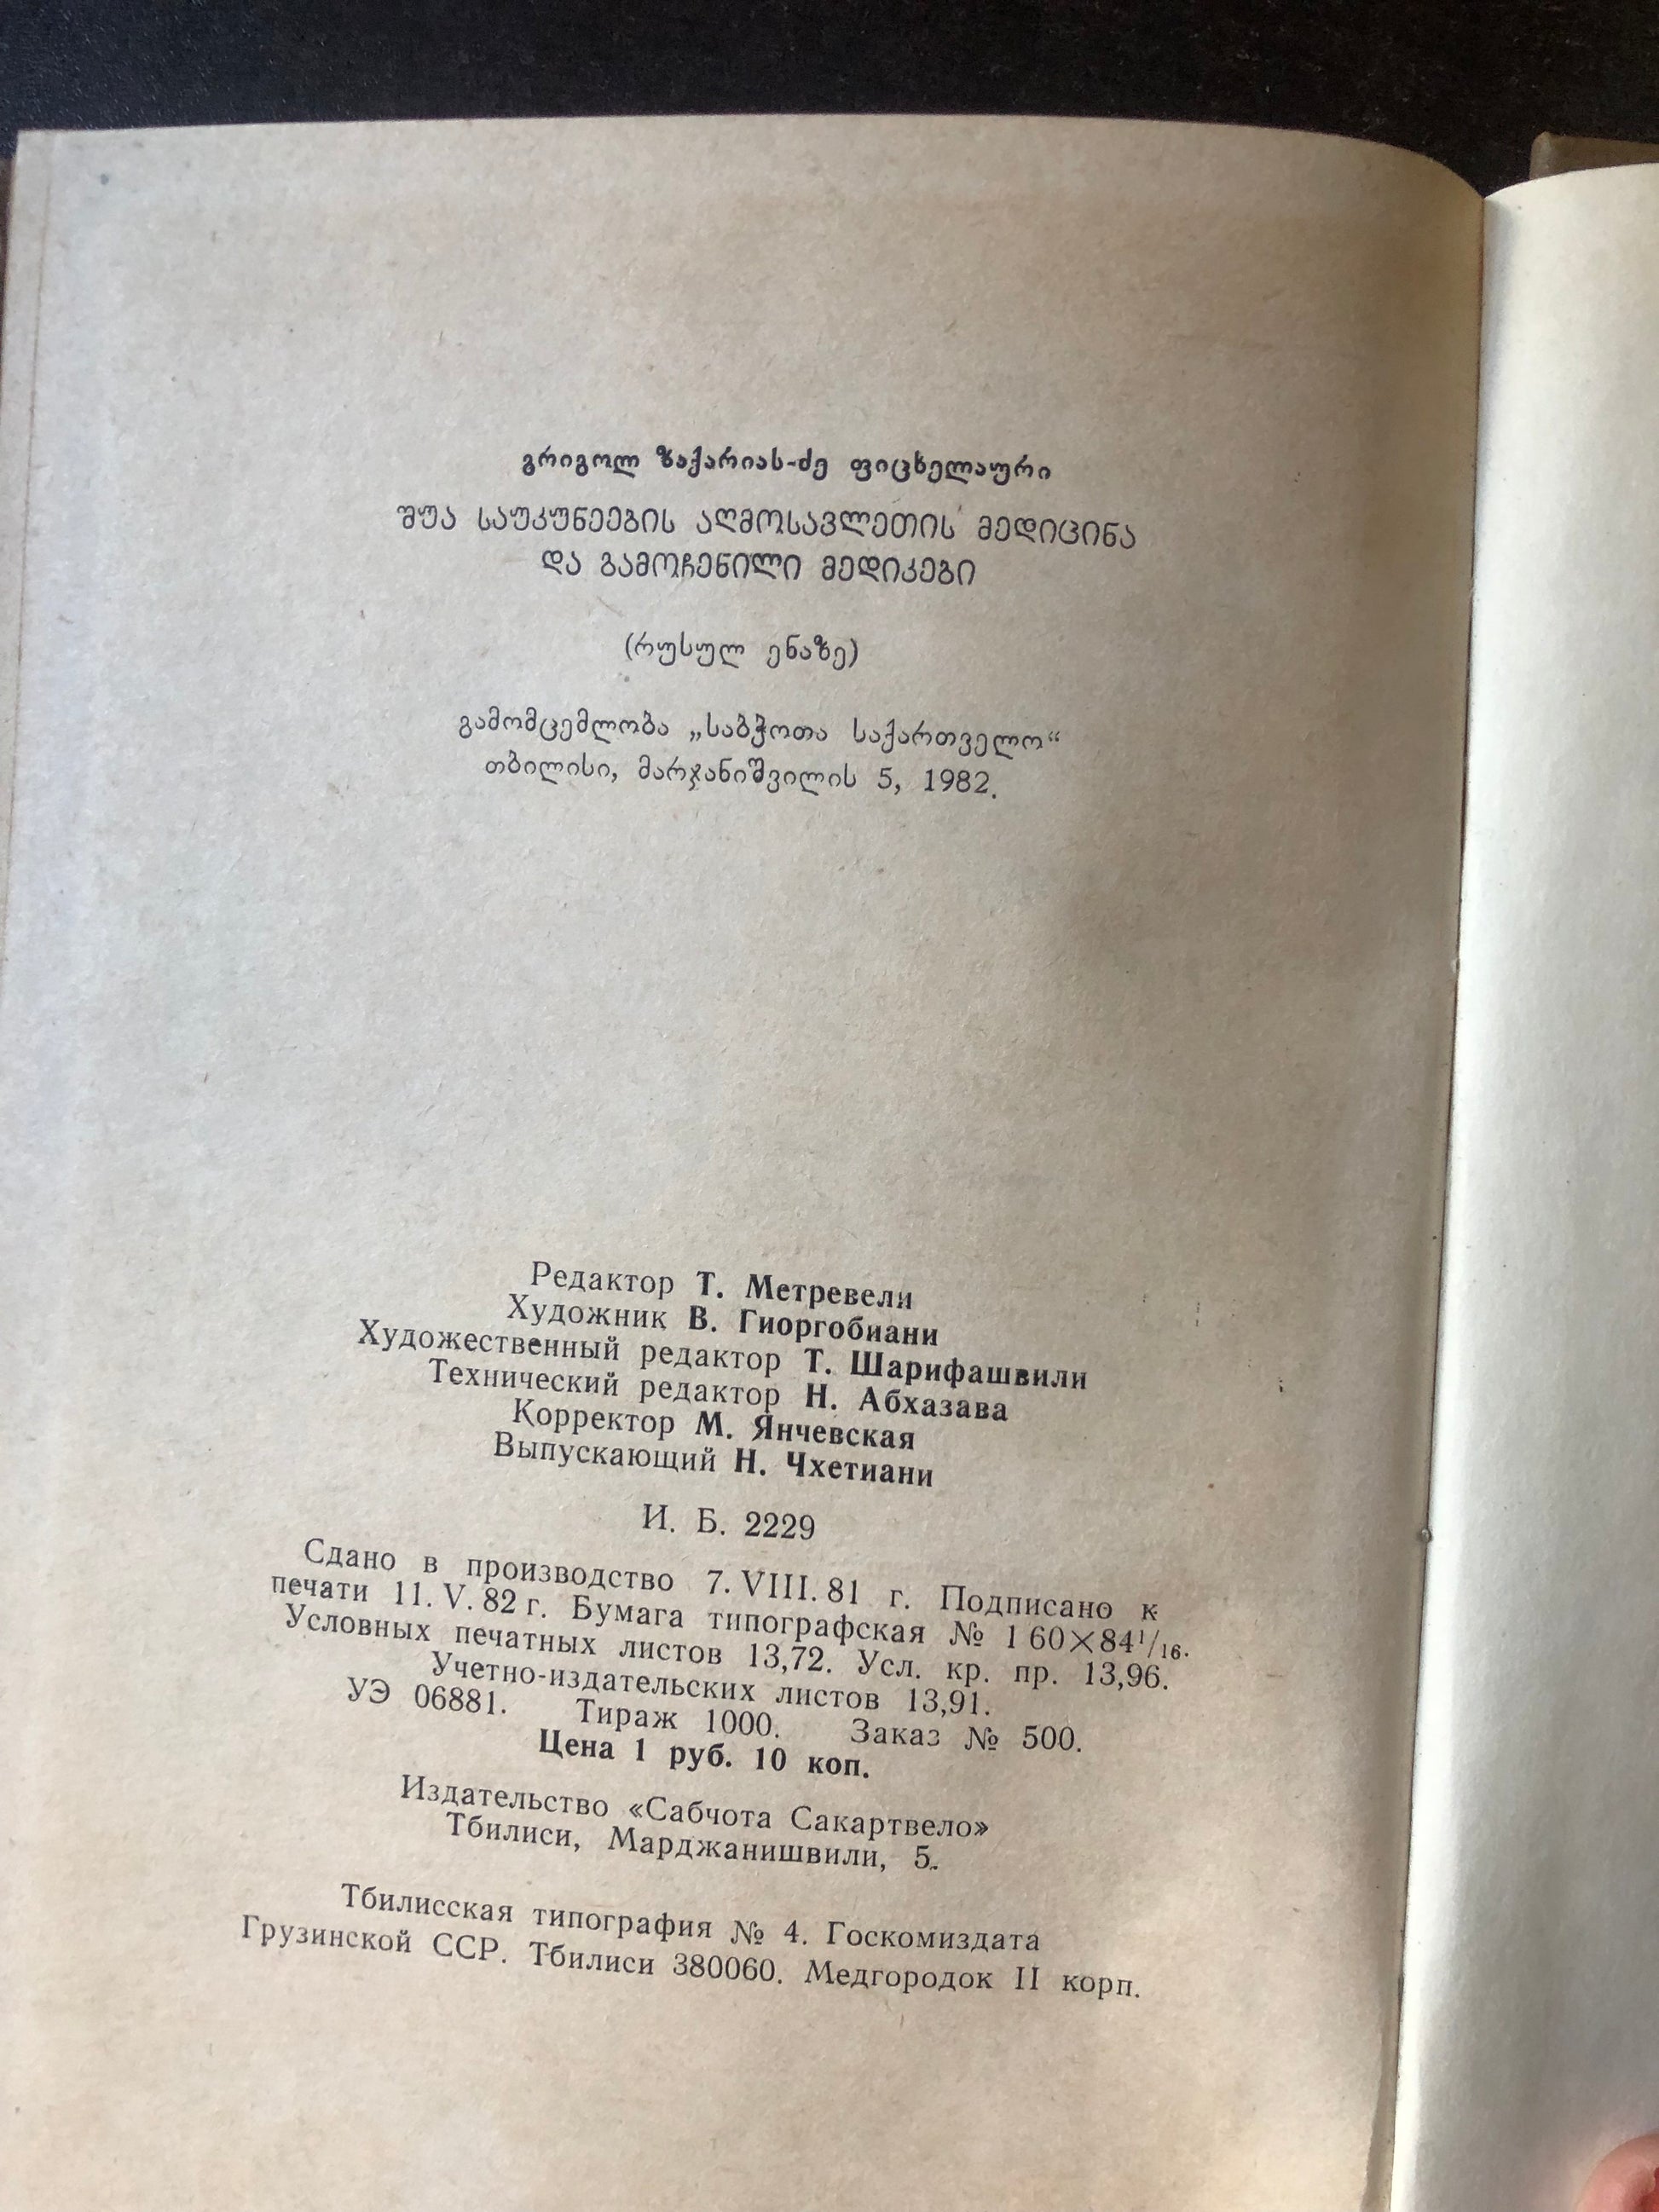 გრიგოლ ზაქარიას-ძე ფიცხელაური
შუა საუკუნეების აღმოსავლეთის მედიცინა
და გამოჩენილი მედიკები
(რუსულ ენაზე)
გამომცემლობა „საბჭოთა საქართველო“
თბილისი, მარჯანიშვილის 5, 1982.
Редактор Т. Метревели
Художник В. Гиоргобиани
Художественный редактор Т. Шарифашвили
Технический редактор Н. Абхазава
Корректор М. Янчевская
Выпускающий Н. Чхетиани
И. Б. 2229
Сдано в производство 7. VIII. 81 г. Подписано к
печати 11. V. 82 г. Бумага типографская № 1 60×84¹/₁₆.
Условных печатных листов 13,72. Усл. кр. пр. 13,96.
Учетно-издательских листов 13,91.
УЭ 06881. Тираж 1000. Заказ № 500.
Цена 1 руб. 10 коп.
Издательство «Сабчота Сакартвело»
Тбилиси, Марджанишвили, 5.
Тбилисская типография № 4. Госкомиздата
Грузинской ССР. Тбилиси 380060. Медгородок II корп.